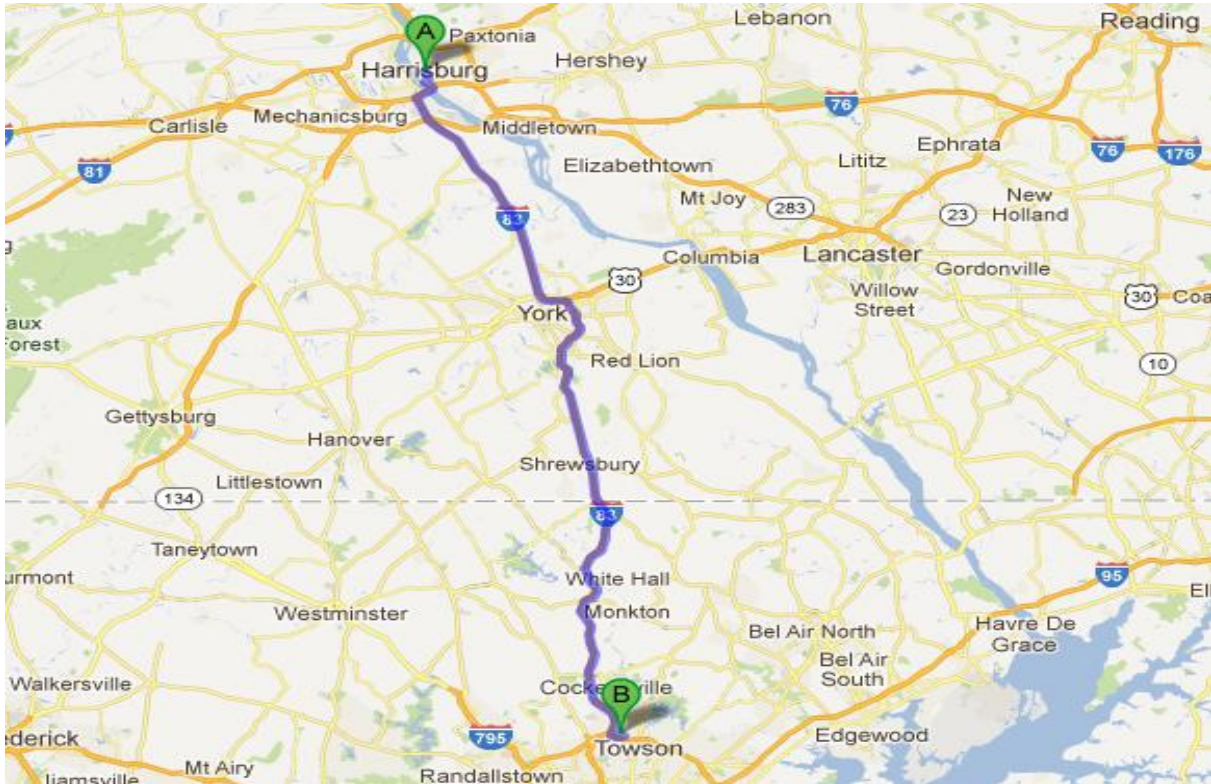 Lebanon
Reading
A
Paxtonia
Harrisburg
Hershey
76
Carlisle
Mechanicsburg
Middletown
Ephrata
76
176
81
Elizabethtown
Lititz
Mt Joy
283
New
Holland
23
83
Columbia
Lancaster
Gordonville
30
Willow
Street
30
York
Red Lion
10
Gettysburg
Hanover
Shrewsbury
Littlestown
134
83
Taneytown
White Hall
95
Westminster
Monkton
Bel Air North
Havre De
Grace
Bel Air
South
Walkersville
B
795
Towson
Edgewood
Mt Airy
Randallstown